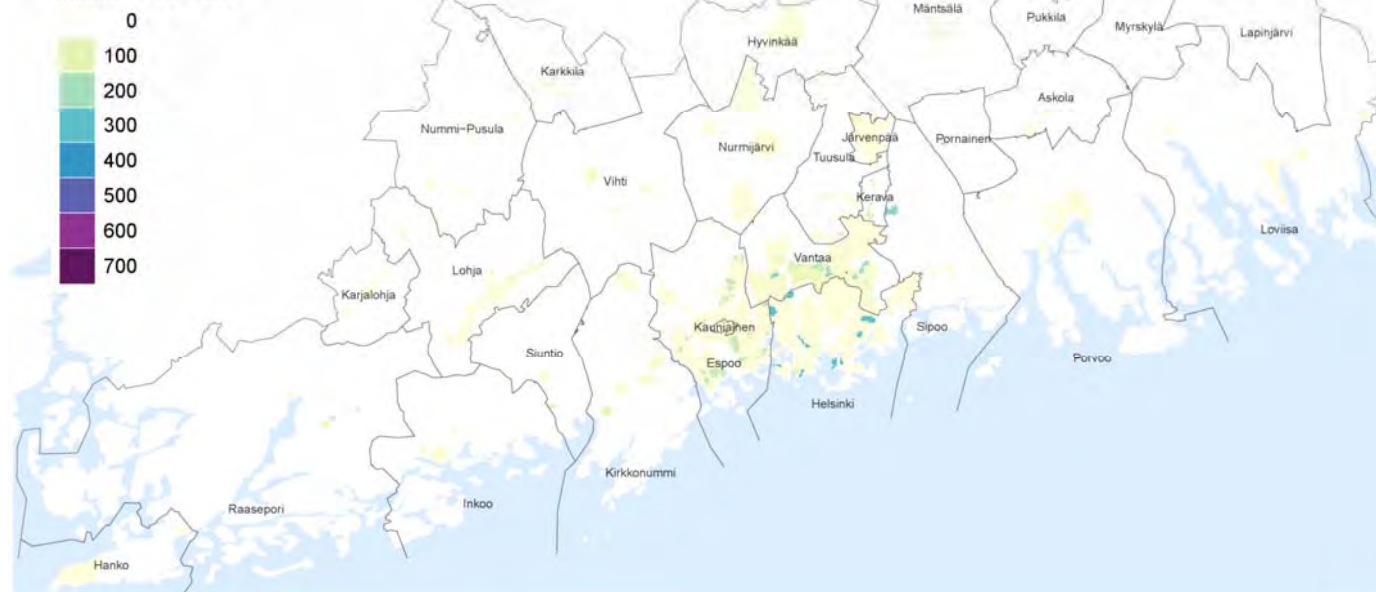 0
100
200
300
400
500
600
700
Mäntsälä
Pukkila
Myrskylä
Lapinjärvi
Hyvinkää
Karkkila
Askola
Nummi-Pusula
Nurmijärvi
Järvenpää
Pornainen
Tuusula
Vihti
Kerava
Loviisa
Vantaa
Lohja
Karjalohja
Kauniainen
Sipoo
Siuntio
Espoo
Porvoo
Helsinki
Kirkkonummi
Inkoo
Raasepori
Hanko